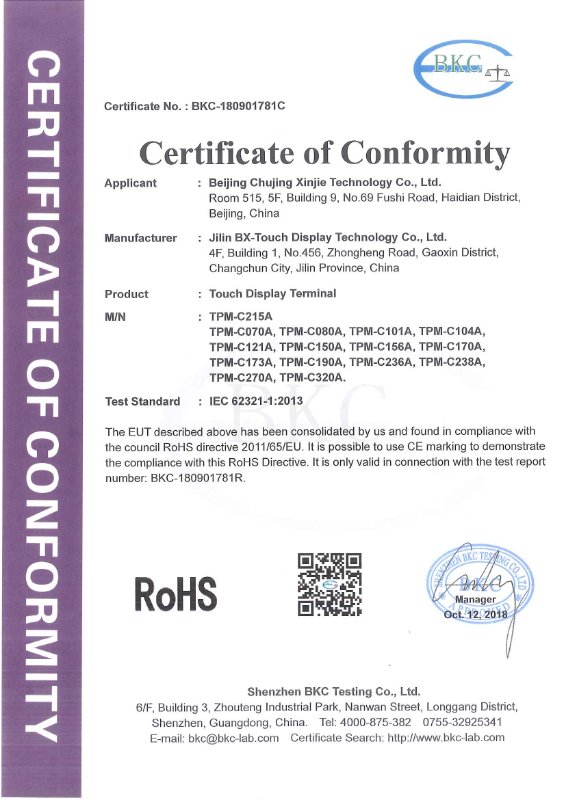 CERTIFICATE OF CONFORMITY
BKC
Certificate No. : BKC-180901781C
Certificate of Conformity
Applicant : Beijing Chujing Xinjie Technology Co., Ltd.
Room 515, 5F, Building 9, No.69 Fushi Road, Haidian District,
Beijing, China
Manufacturer : Jilin BX-Touch Display Technology Co., Ltd.
4F, Building 1, No.456, Zhongheng Road, Gaoxin District,
Changchun City, Jilin Province, China
Product : Touch Display Terminal
M/N : TPM-C215A
TPM-C070A, TPM-C080A, TPM-C101A, TPM-C104A,
TPM-C121A, TPM-C150A, TPM-C156A, TPM-C170A,
TPM-C173A, TPM-C190A, TPM-C236A, TPM-C238A,
TPM-C270A, TPM-C320A.
Test Standard : IEC 62321-1:2013
BKC
The EUT described above has been consolidated by us and found in compliance with
the council RoHS directive 2011/65/EU. It is possible to use CE marking to demonstrate
the compliance with this RoHS Directive. It is only valid in connection with the test report
number: BKC-180901781R.
RoHS
SHENZHEN BKC TESTING CO., LTD
BKC
APPROVED
Manager
Oct. 12, 2018
Shenzhen BKC Testing Co., Ltd.
6/F, Building 3, Zhouteng Industrial Park, Nanwan Street, Longgang District,
Shenzhen, Guangdong, China. Tel: 4000-875-382 0755-32925341
E-mail: bkc@bkc-lab.com Certificate Search: http://www.bkc-lab.com